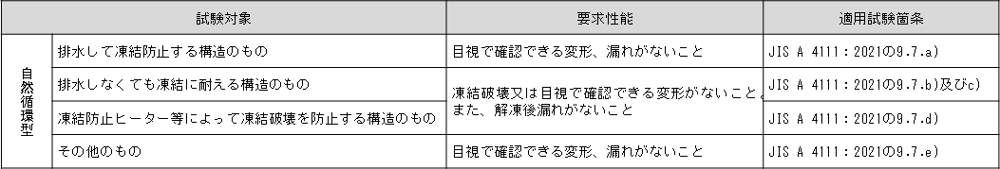 試験対象 要求性能 適用試験箇条
自然循環型
排水して凍結防止する構造のもの 目視で確認できる変形、漏れがないこと JIS A 4111：2021の9.7.a)
排水しなくても凍結に耐える構造のもの 凍結破壊又は目視で確認できる変形がないこと。 JIS A 4111：2021の9.7.b)及びc)
また、解凍後漏れがないこと
凍結防止ヒーター等によって凍結破壊を防止する構造のもの JIS A 4111：2021の9.7.d)
その他のもの 目視で確認できる変形、漏れがないこと JIS A 4111：2021の9.7.e)